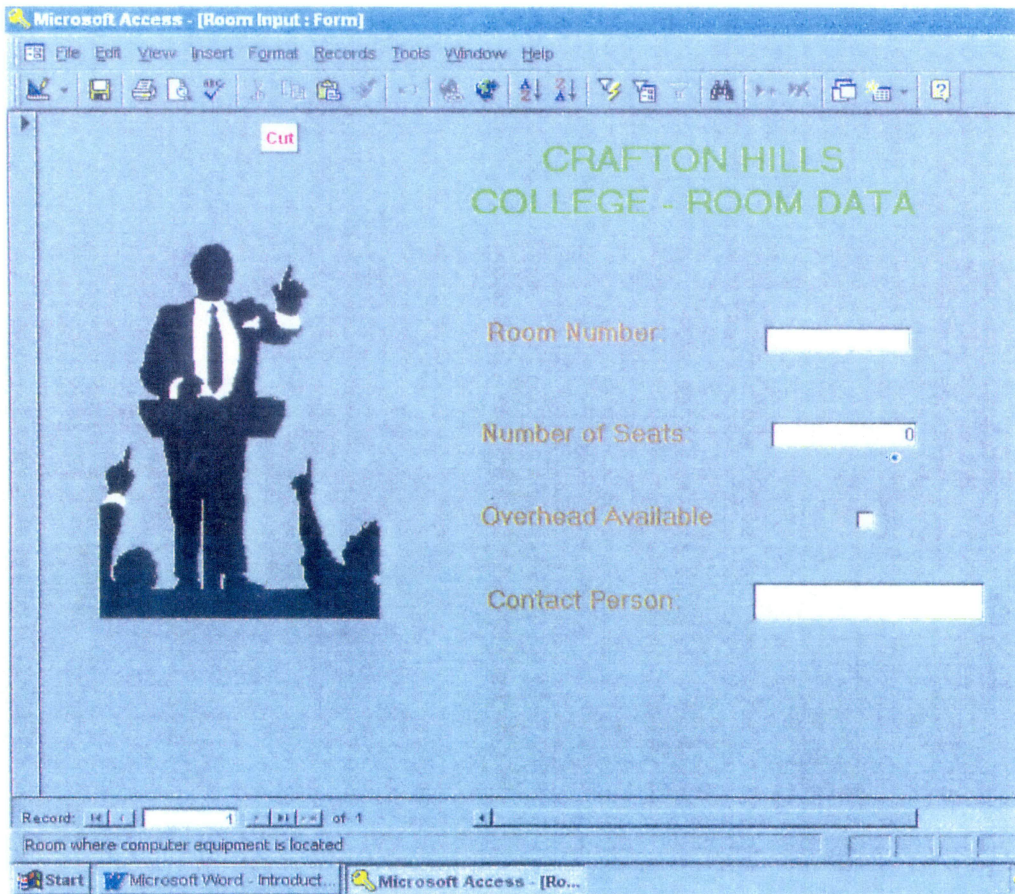 Microsoft Access - [Room Input : Form]
File Edit View Insert Format Records Tools Window Help
Cut
CRAFTON HILLS
COLLEGE - ROOM DATA
Room Number:
Number of Seats: 0
Overhead Available
Contact Person
Record: 1 of 1
Room where computer equipment is located
Start Microsoft Word - Introduct... Microsoft Access - [Ro...